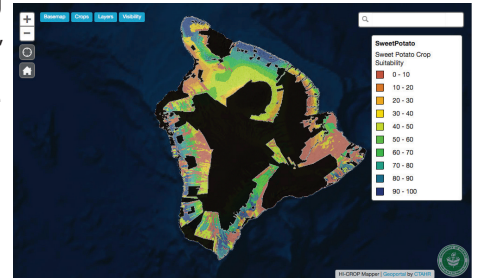 Basemap Crops Layers Visibility
SweetPotato
Sweet Potato Crop
Suitability
0 - 10
10 - 20
20 - 30
30 - 40
40 - 50
50 - 60
60 - 70
70 - 80
80 - 90
90 - 100
HI-CROP Mapper | Geoportal by CTAHR